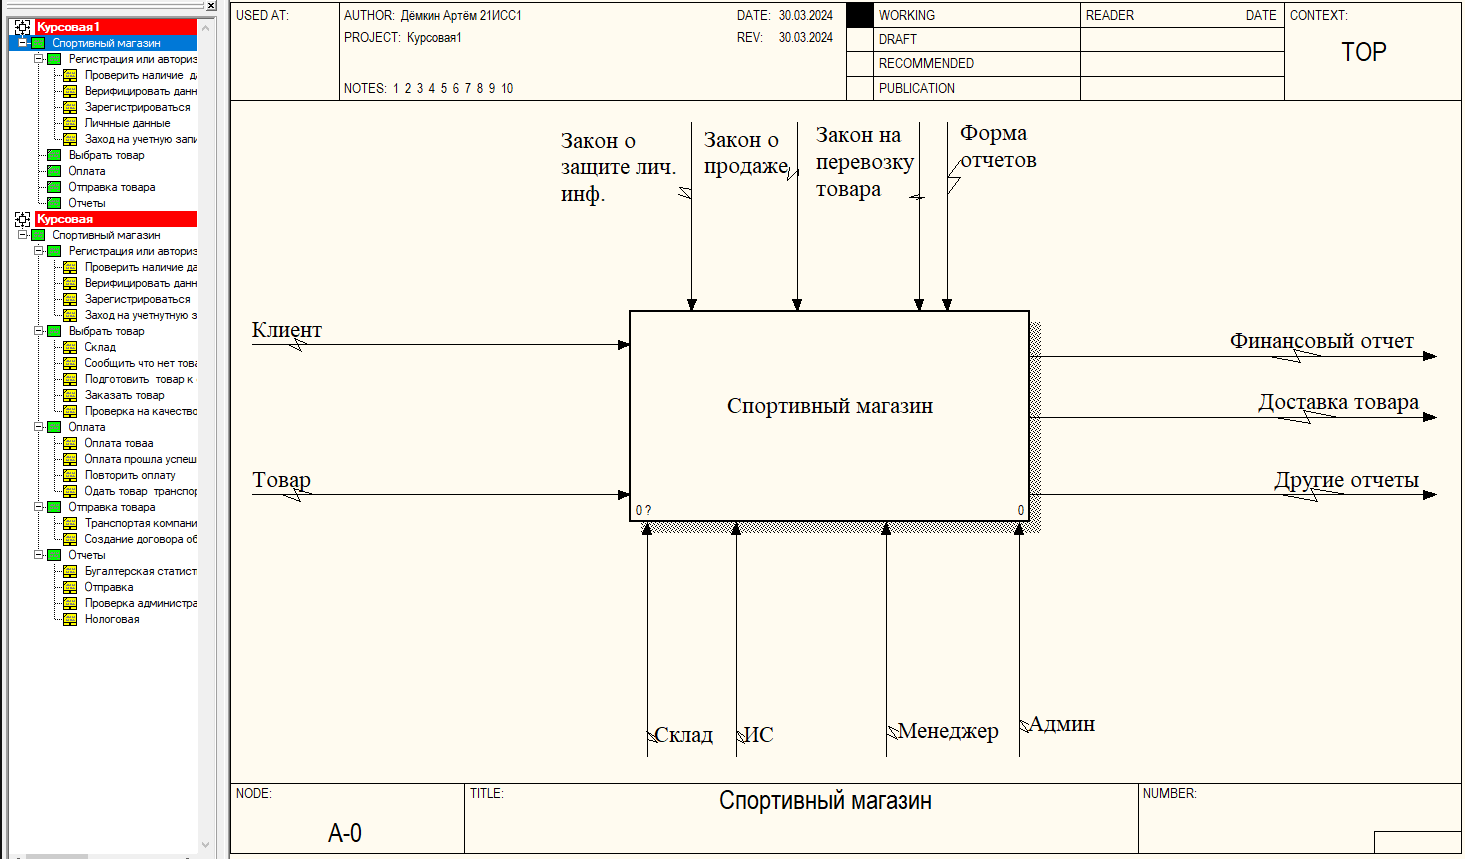 Курсовая1
Спортивный магазин
Регистрация или авториз
Проверить наличие д
Верифицировать данн
Зарегистрироваться
Личнные данные
Заход на учетную запи
Выбрать товар
Оплата
Отправка товара
Отчеты
Курсовая
Спортивный магазин
Регистрация или авториз
Проверить наличие да
Верифицировать данн
Зарегистрироваться
Заход на учетнутную з
Выбрать товар
Склад
Сообщить что нет това
Подготовить товар к
Заказать товар
Проверка на качество
Оплата
Оплата товаа
Оплата прошла успеш
Повторить оплату
Одать товар транспор
Отправка товара
Транспортая компани
Создание договора об
Отчеты
Бугалтерская статист
Отправка
Проверка администра
Нологовая
USED AT:
AUTHOR: Дёмкин Артём 21ИСС1
DATE: 30.03.2024
PROJECT: Курсовая1
REV: 30.03.2024
NOTES: 1 2 3 4 5 6 7 8 9 10
WORKING
DRAFT
RECOMMENDED
PUBLICATION
READER DATE
CONTEXT:
TOP
Закон о
защите лич.
инф.
Закон о
продаже
Закон на
перевозку
товара
Форма
отчетов
Клиент
Товар
Спортивный магазин
0 ?
0
Финансовый отчет
Доставка товара
Другие отчеты
Склад
ИС
Менеджер
Админ
NODE:
A-0
TITLE:
Спортивный магазин
NUMBER: